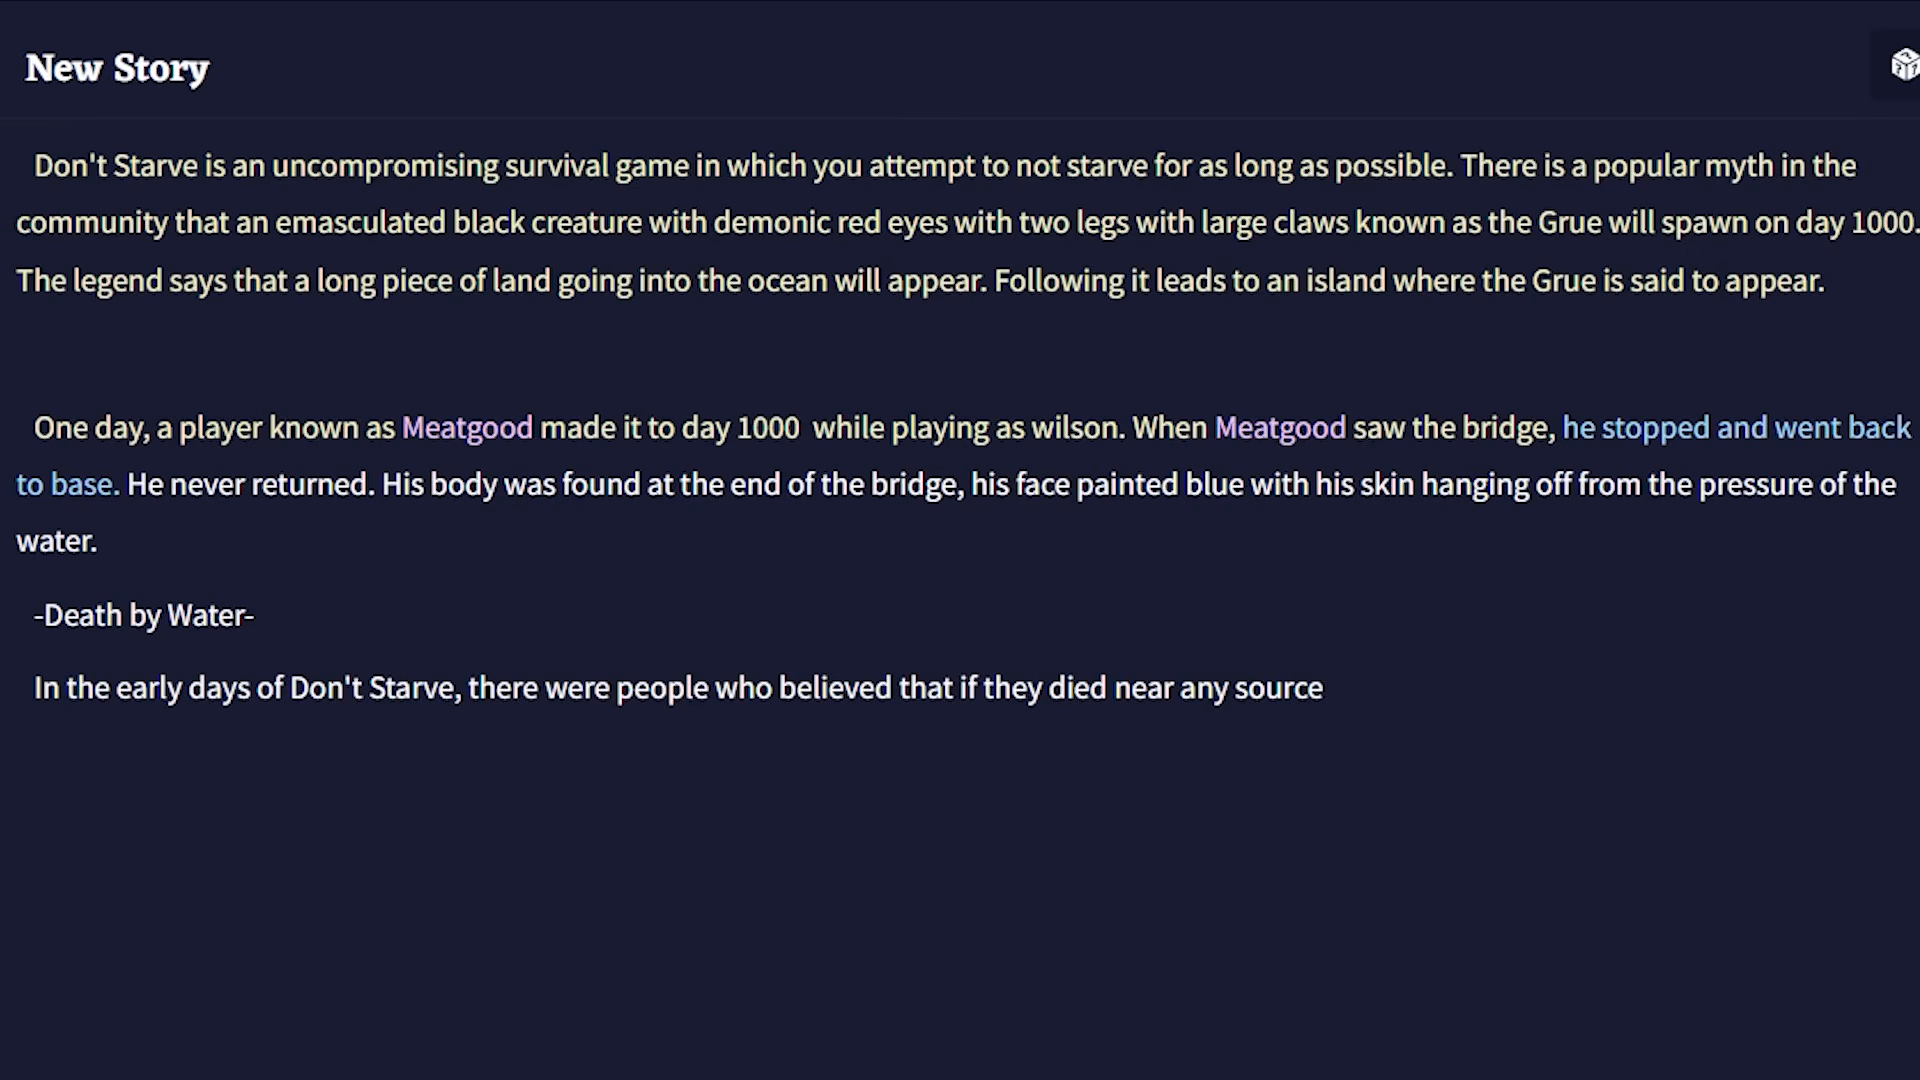 New Story
Don't Starve is an uncompromising survival game in which you attempt to not starve for as long as possible. There is a popular myth in the
community that an emasculated black creature with demonic red eyes with two legs with large claws known as the Grue will spawn on day 1000.
The legend says that a long piece of land going into the ocean will appear. Following it leads to an island where the Grue is said to appear.
One day, a player known as Meatgood made it to day 1000 while playing as wilson. When Meatgood saw the bridge, he stopped and went back
to base. He never returned. His body was found at the end of the bridge, his face painted blue with his skin hanging off from the pressure of the
water.
-Death by Water-
In the early days of Don't Starve, there were people who believed that if they died near any source